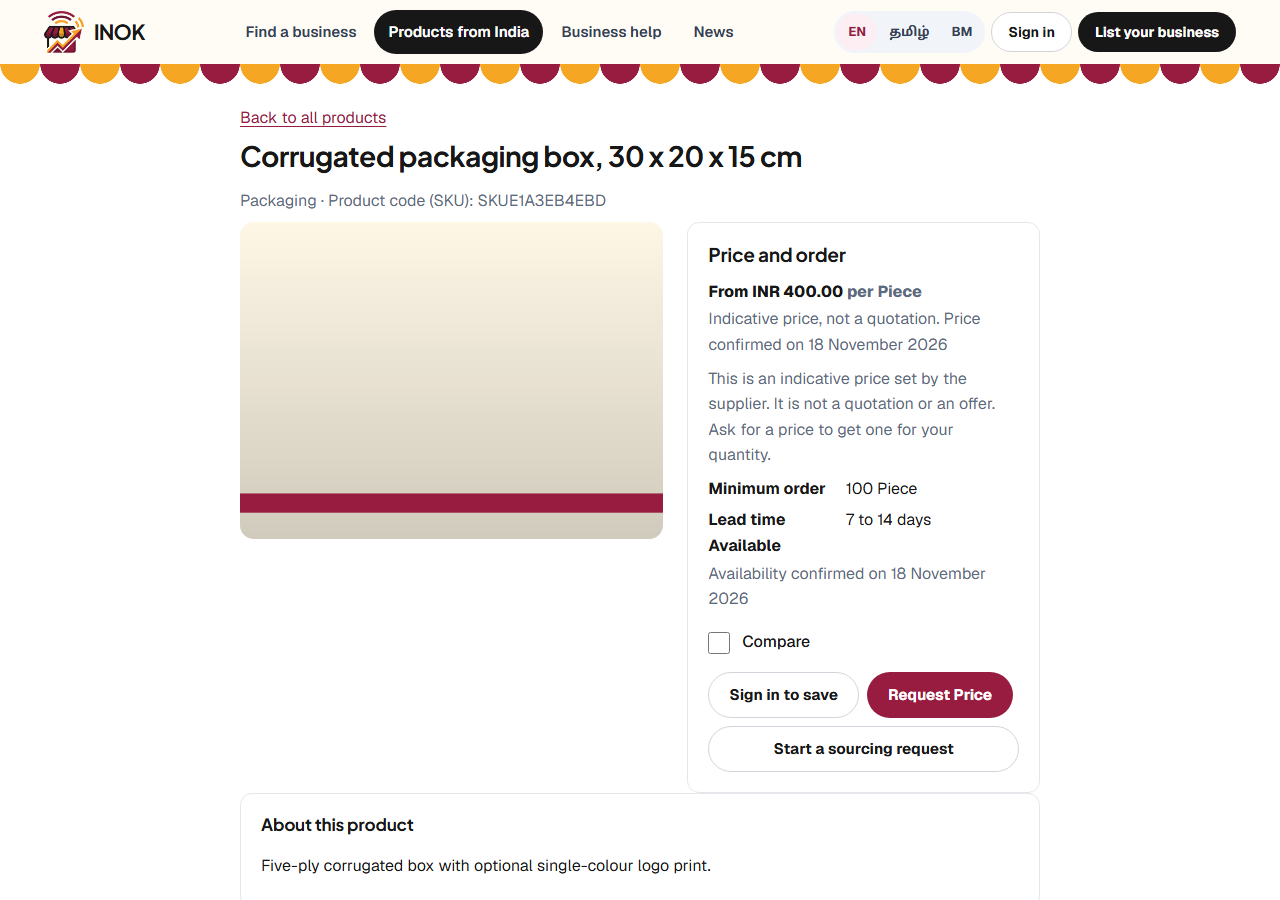 INOK
Find a business
Products from India
Business help
News
EN
தமிழ்
BM
Sign in
List your business
Back to all products
Corrugated packaging box, 30 x 20 x 15 cm
Packaging · Product code (SKU): SKUE1A3EB4EBD
Price and order
From INR 400.00 per Piece
Indicative price, not a quotation. Price
confirmed on 18 November 2026
This is an indicative price set by the
supplier. It is not a quotation or an offer.
Ask for a price to get one for your
quantity.
Minimum order 100 Piece
Lead time 7 to 14 days
Available
Availability confirmed on 18 November
2026
Compare
Sign in to save
Request Price
Start a sourcing request
About this product
Five-ply corrugated box with optional single-colour logo print.